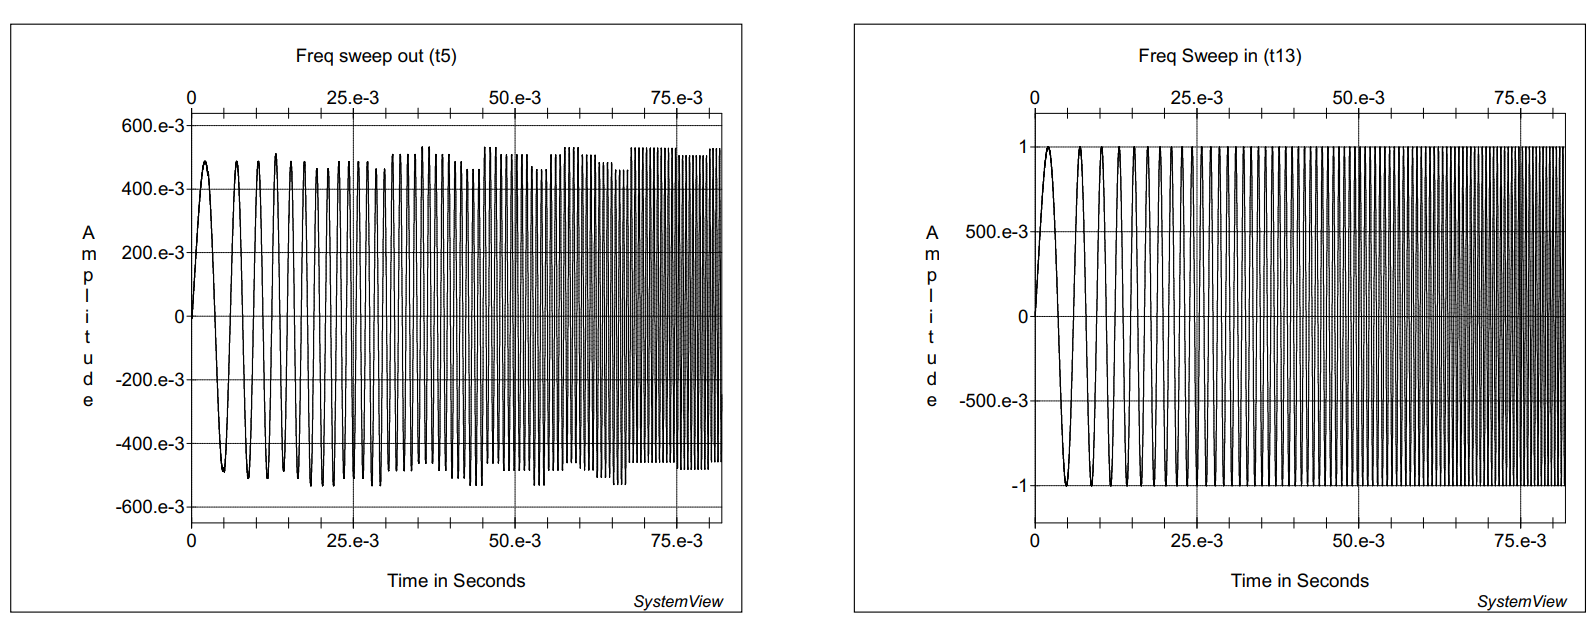 Freq sweep out (t5)
0 25.e-3 50.e-3 75.e-3
600.e-3
400.e-3
200.e-3
0
-200.e-3
-400.e-3
-600.e-3
Amplitude
0 25.e-3 50.e-3 75.e-3
Time in Seconds
SystemView
Freq Sweep in (t13)
0 25.e-3 50.e-3 75.e-3
1
500.e-3
0
-500.e-3
-1
Amplitude
0 25.e-3 50.e-3 75.e-3
Time in Seconds
SystemView